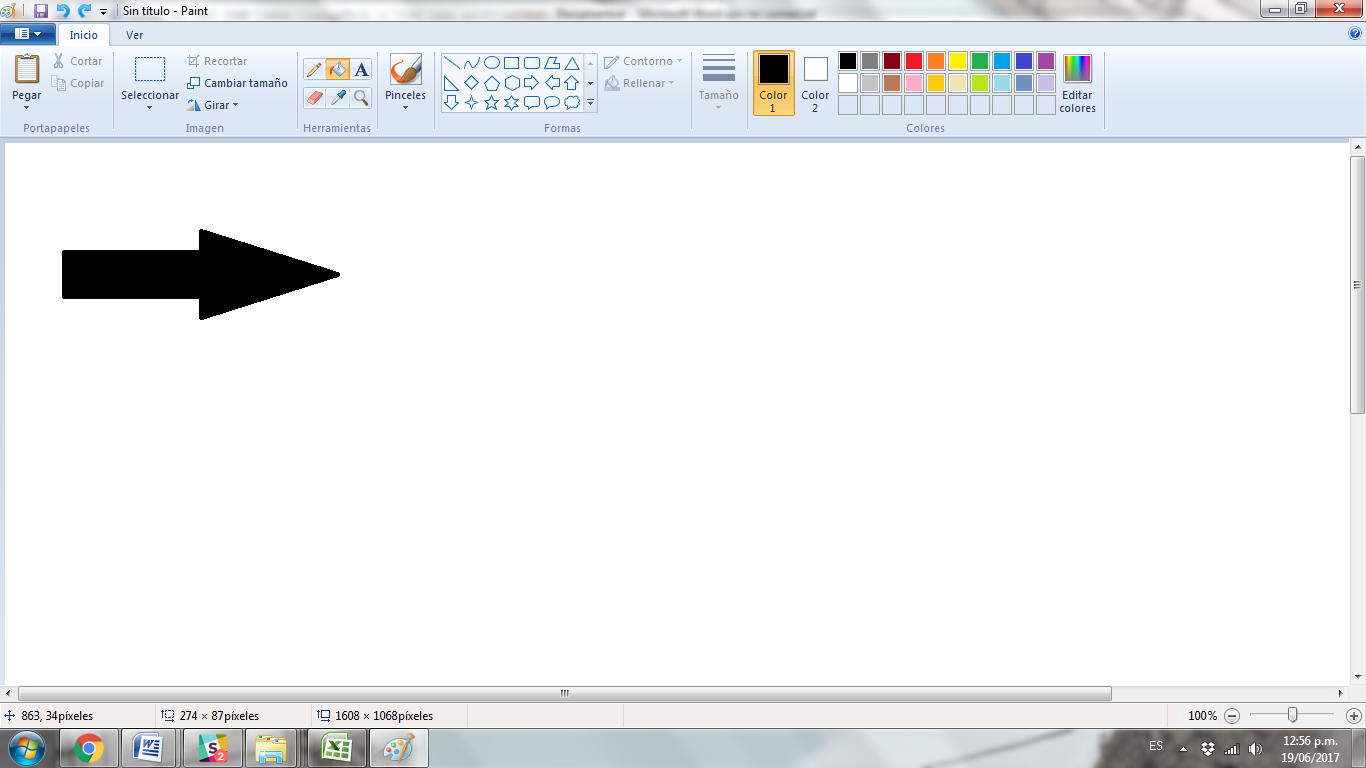 Sin título - Paint
Inicio
Ver
Pegar
Cortar
Copiar
Portapapeles
Seleccionar
Recortar
Cambiar tamaño
Girar
Imagen
A
Herramientas
Pinceles
Contorno
Rellenar
Formas
Tamaño
Color 1
Color 2
Editar colores
Colores
863, 34píxeles
274 × 87píxeles
1608 × 1068píxeles
100%
W
S
2
ES
12:56 p.m.
19/06/2017